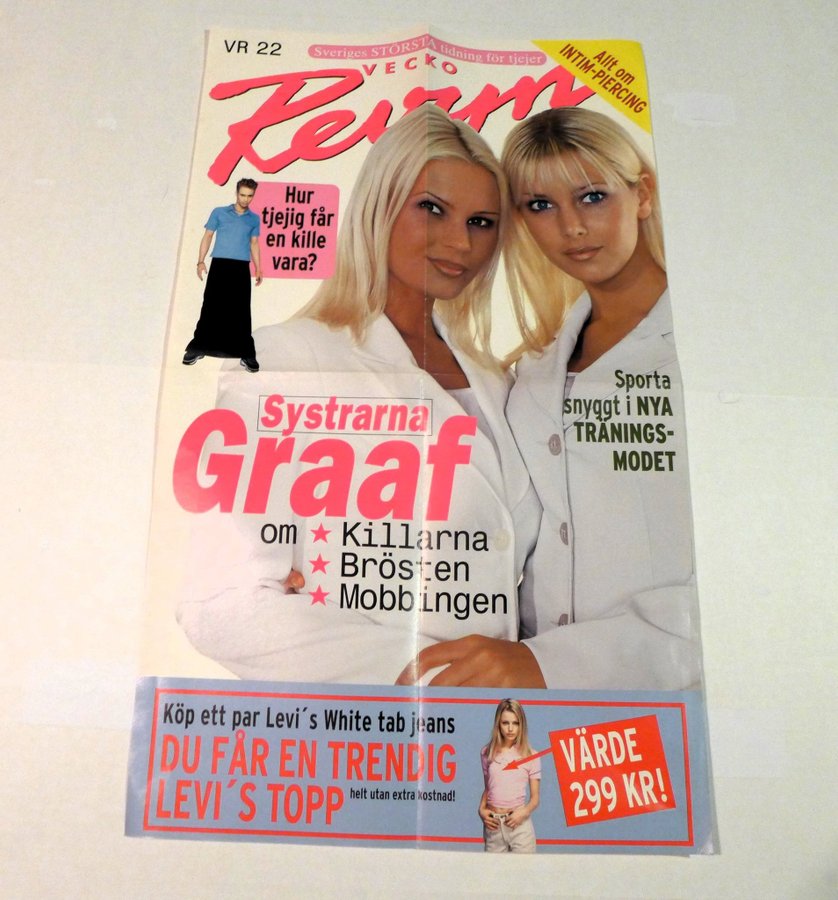 VR 22
Sveriges STÖRSTA tidning för tjejer
VECKO
Revyn
Allt om
INTIM-PIERCING
Hur
tjejig får
en kille
vara?
Sporta
snyggt i NYA
TRÄNINGS-
MODET
Systrarna
Graaf
om ★ Killarna
★ Brösten
★ Mobbingen
Köp ett par Levi´s White tab jeans
DU FÅR EN TRENDIG
LEVI´S TOPP helt utan extra kostnad!
VÄRDE
299 KR!